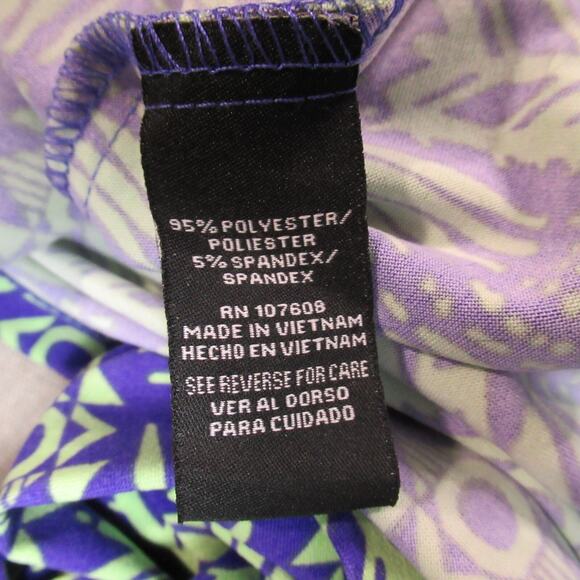 95% POLYESTER/
POLIESTER
5% SPANDEX/
SPANDEX
RN 107608
MADE IN VIETNAM
HECHO EN VIETNAM
SEE REVERSE FOR CARE
VER AL DORSO
PARA CUIDADO